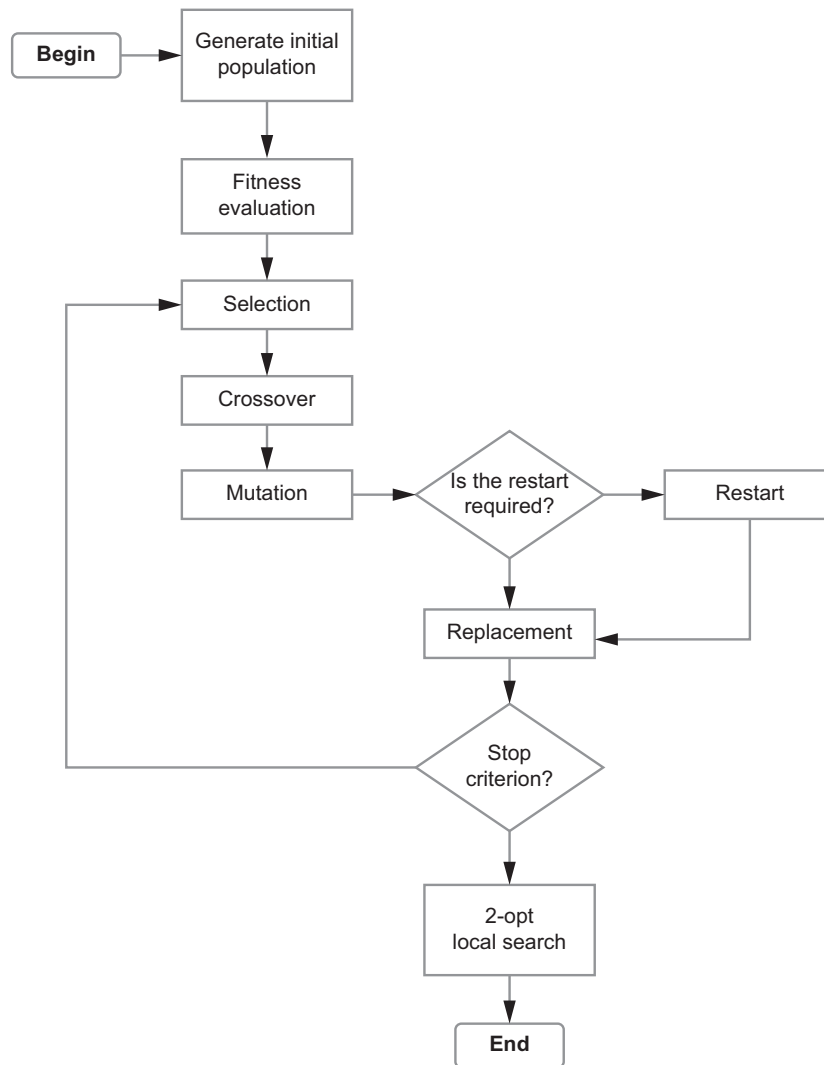 Begin
Generate initial
population
Fitness
evaluation
Selection
Crossover
Mutation
Is the restart
required?
Restart
Replacement
Stop
criterion?
2-opt
local search
End